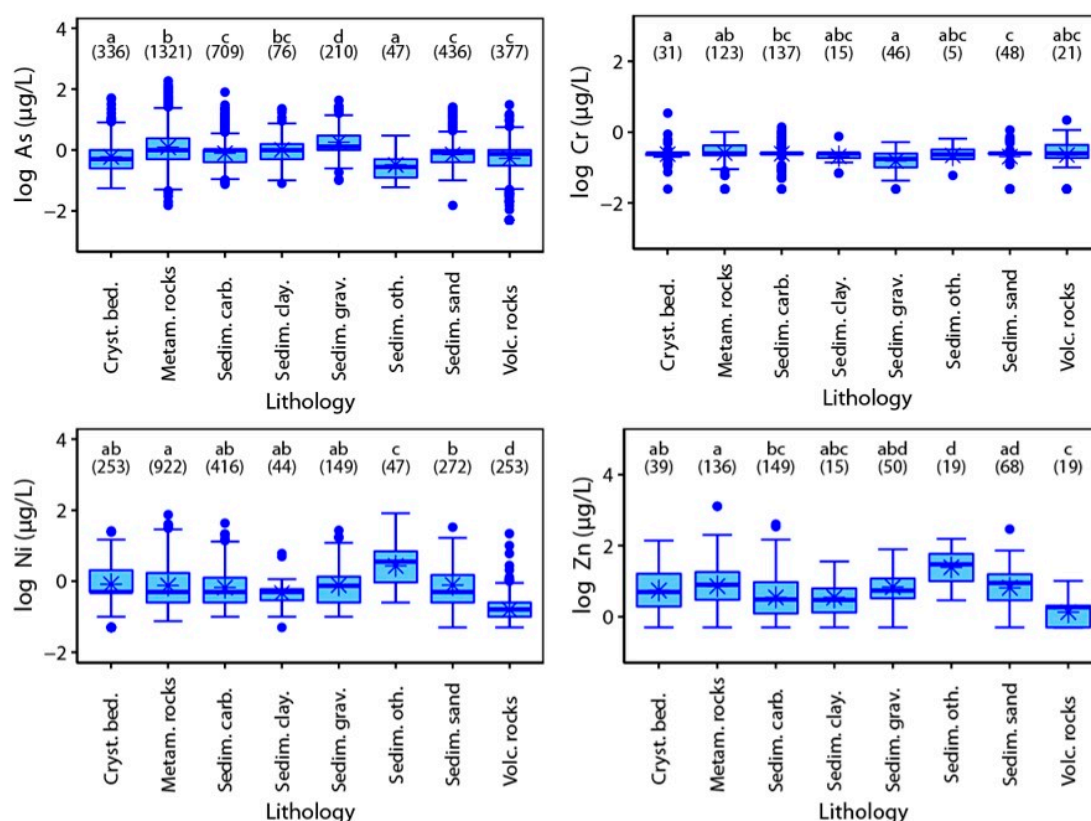 log As (µg/L)
4
2
0
−2
a b c bc d a c c
(336) (1321) (709) (76) (210) (47) (436) (377)
Cryst. bed.
Metam. rocks
Sedim. carb.
Sedim. clay.
Sedim. grav.
Sedim. oth.
Sedim. sand
Volc. rocks
Lithology
log Cr (µg/L)
2
0
−2
a ab bc abc a abc c abc
(31) (123) (137) (15) (46) (5) (48) (21)
Cryst. bed.
Metam. rocks
Sedim. carb.
Sedim. clay.
Sedim. grav.
Sedim. oth.
Sedim. sand
Volc. rocks
Lithology
log Ni (µg/L)
4
2
0
−2
ab a ab ab ab c b d
(253) (922) (416) (44) (149) (47) (272) (253)
Cryst. bed.
Metam. rocks
Sedim. carb.
Sedim. clay.
Sedim. grav.
Sedim. oth.
Sedim. sand
Volc. rocks
Lithology
log Zn (µg/L)
4
2
0
ab a bc abc abd d ad c
(39) (136) (149) (15) (50) (19) (68) (19)
Cryst. bed.
Metam. rocks
Sedim. carb.
Sedim. clay.
Sedim. grav.
Sedim. oth.
Sedim. sand
Volc. rocks
Lithology